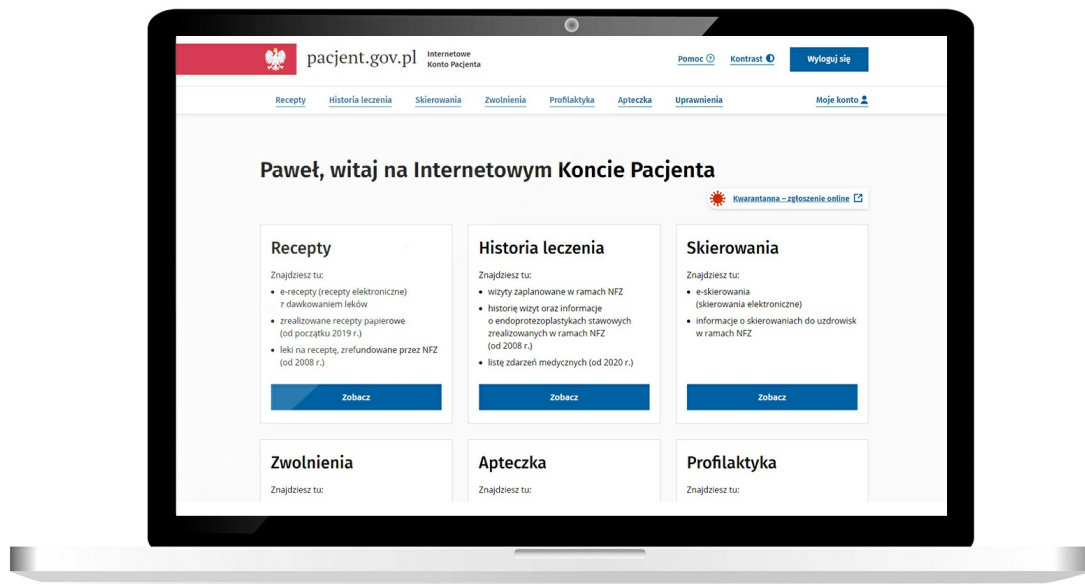 pacjent.gov.pl
Internetowe
Konto Pacjenta
Pomoc
Kontrast
Wyloguj się
Recepty
Historia leczenia
Skierowania
Zwolnienia
Profilaktyka
Apteczka
Uprawnienia
Moje konto
Paweł, witaj na Internetowym Koncie Pacjenta
Kwarantanna – zgłoszenie online
Recepty
Znajdziesz tu:
• e-recepty (recepty elektroniczne)
z dawkowaniem leków
• zrealizowane recepty papierowe
(od początku 2019 r.)
• leki na receptę, zrefundowane przez NFZ
(od 2008 r.)
Zobacz
Historia leczenia
Znajdziesz tu:
• wizyty zaplanowane w ramach NFZ
• historię wizyt oraz informacje
o endoprotezoplastykach stawowych
zrealizowanych w ramach NFZ
(od 2008 r.)
• listę zdarzeń medycznych (od 2020 r.)
Zobacz
Skierowania
Znajdziesz tu:
• e-skierowania
(skierowania elektroniczne)
• informacje o skierowaniach do uzdrowisk
w ramach NFZ
Zobacz
Zwolnienia
Znajdziesz tu:
Apteczka
Znajdziesz tu:
Profilaktyka
Znajdziesz tu: